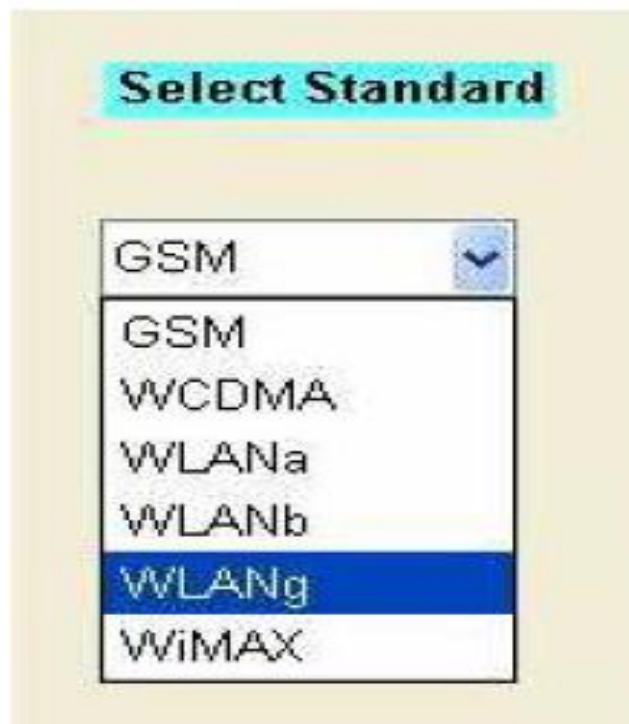 Select Standard
GSM
GSM
WCDMA
WLANa
WLANb
WLANg
WiMAX